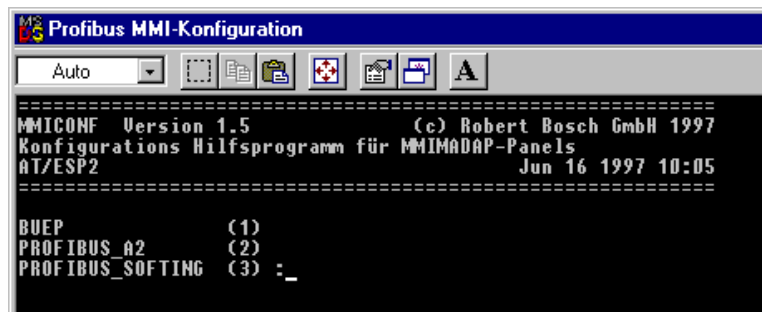 Profibus MMI-Konfiguration
Auto
A
================================================================
MMICONF Version 1.5 (c) Robert Bosch GmbH 1997
Konfigurations Hilfsprogramm für MMIMADAP-Panels
AT/ESP2 Jun 16 1997 10:05
================================================================
BUEP (1)
PROFIBUS_A2 (2)
PROFIBUS_SOFTING (3) :_